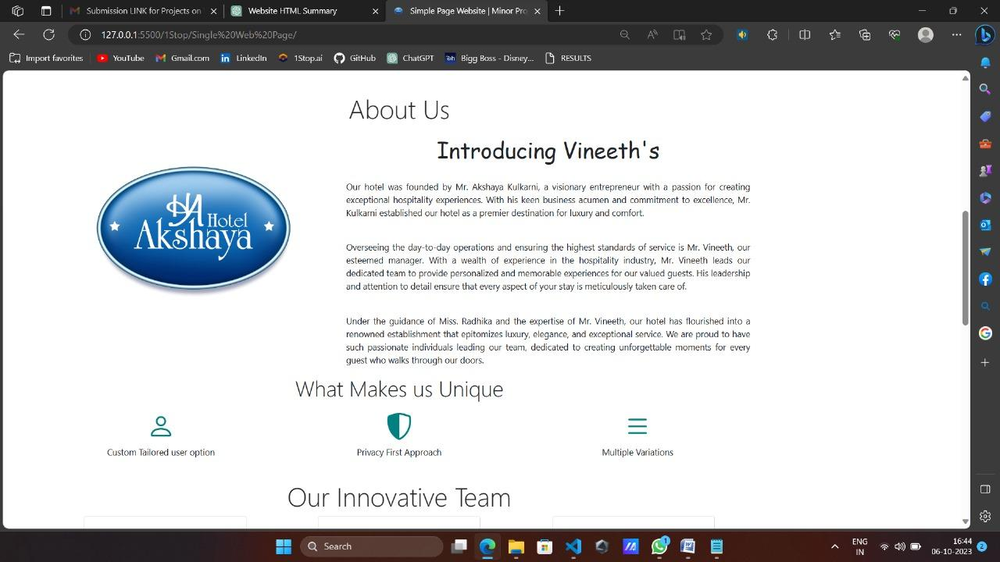 Submission LINK for Projects on
Website HTML Summary
Simple Page Website | Minor Pro
127.0.0.1:5500/1Stop/Single%20Web%20Page/
Import favorites
YouTube
Gmail.com
LinkedIn
1Stop.ai
GitHub
ChatGPT
Bigg Boss - Disney...
RESULTS
About Us
Introducing Vineeth's
HA Hotel
Akshaya
Our hotel was founded by Mr. Akshaya Kulkarni, a visionary entrepreneur with a passion for creating
exceptional hospitality experiences. With his keen business acumen and commitment to excellence, Mr.
Kulkarni established our hotel as a premier destination for luxury and comfort.
Overseeing the day-to-day operations and ensuring the highest standards of service is Mr. Vineeth, our
esteemed manager. With a wealth of experience in the hospitality industry, Mr. Vineeth leads our
dedicated team to provide personalized and memorable experiences for our valued guests. His leadership
and attention to detail ensure that every aspect of your stay is meticulously taken care of.
Under the guidance of Miss. Radhika and the expertise of Mr. Vineeth, our hotel has flourished into a
renowned establishment that epitomizes luxury, elegance, and exceptional service. We are proud to have
such passionate individuals leading our team, dedicated to creating unforgettable moments for every
guest who walks through our doors.
What Makes us Unique
Custom Tailored user option
Privacy First Approach
Multiple Variations
Our Innovative Team
Search
1
ENG
IN
16:44
06-10-2023
2